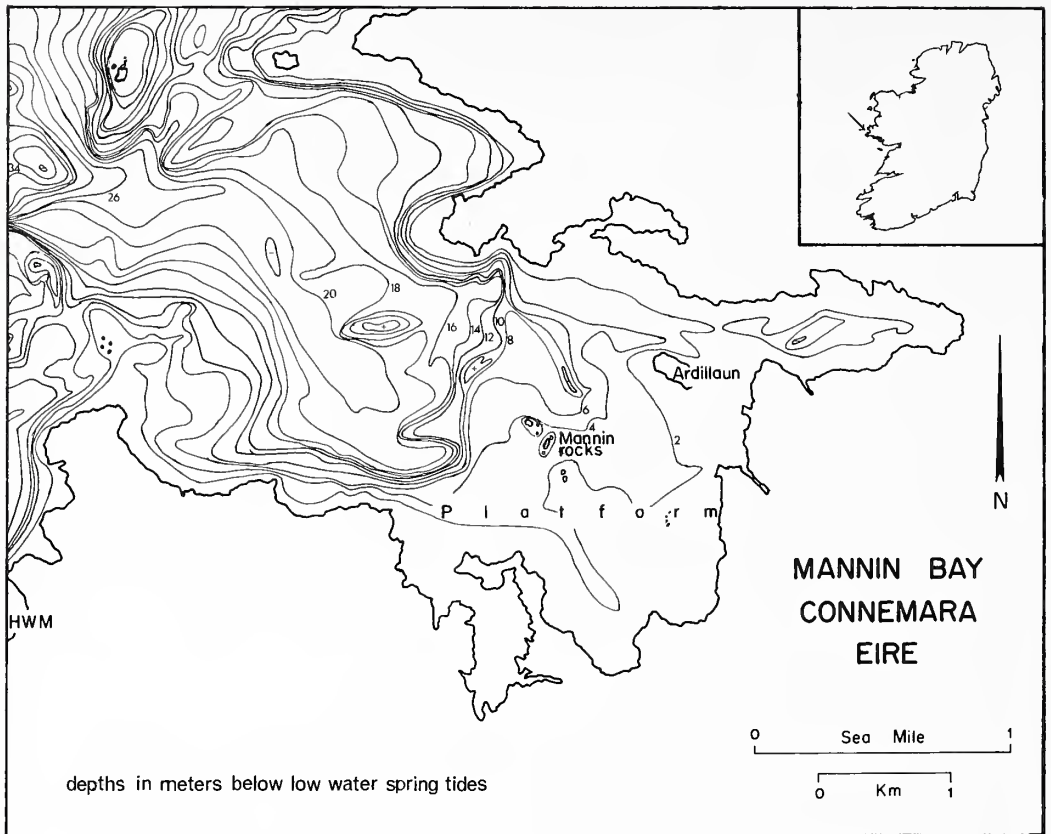 34
26
20
18
16
14
12
10
8
6
4
2
Ardillaun
Mannin
rocks
Platform
HWM
N
MANNIN BAY
CONNEMARA
EIRE
0 Sea Mile 1
0 Km 1
depths in meters below low water spring tides